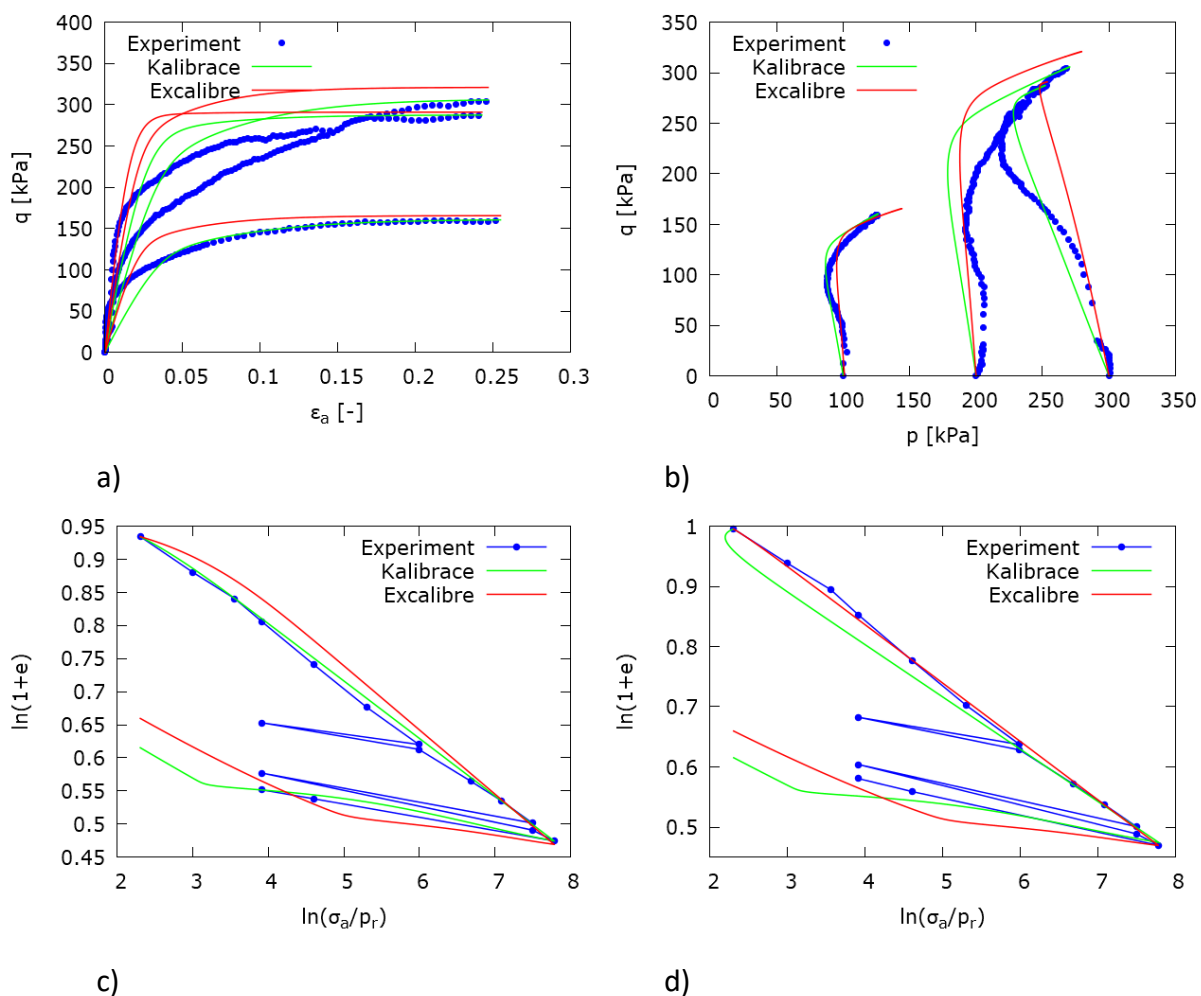 400
350
300
250
200
150
100
50
0
q [kPa]
Experiment
Kalibrace
Excalibre
0 0.05 0.1 0.15 0.2 0.25 0.3
εa [-]
a)
350
300
250
200
150
100
50
0
q [kPa]
Experiment
Kalibrace
Excalibre
0 50 100 150 200 250 300 350
p [kPa]
b)
0.95
0.9
0.85
0.8
0.75
0.7
0.65
0.6
0.55
0.5
0.45
ln(1+e)
Experiment
Kalibrace
Excalibre
2 3 4 5 6 7 8
ln(σa/pr)
c)
1
0.9
0.8
0.7
0.6
0.5
ln(1+e)
Experiment
Kalibrace
Excalibre
2 3 4 5 6 7 8
ln(σa/pr)
d)